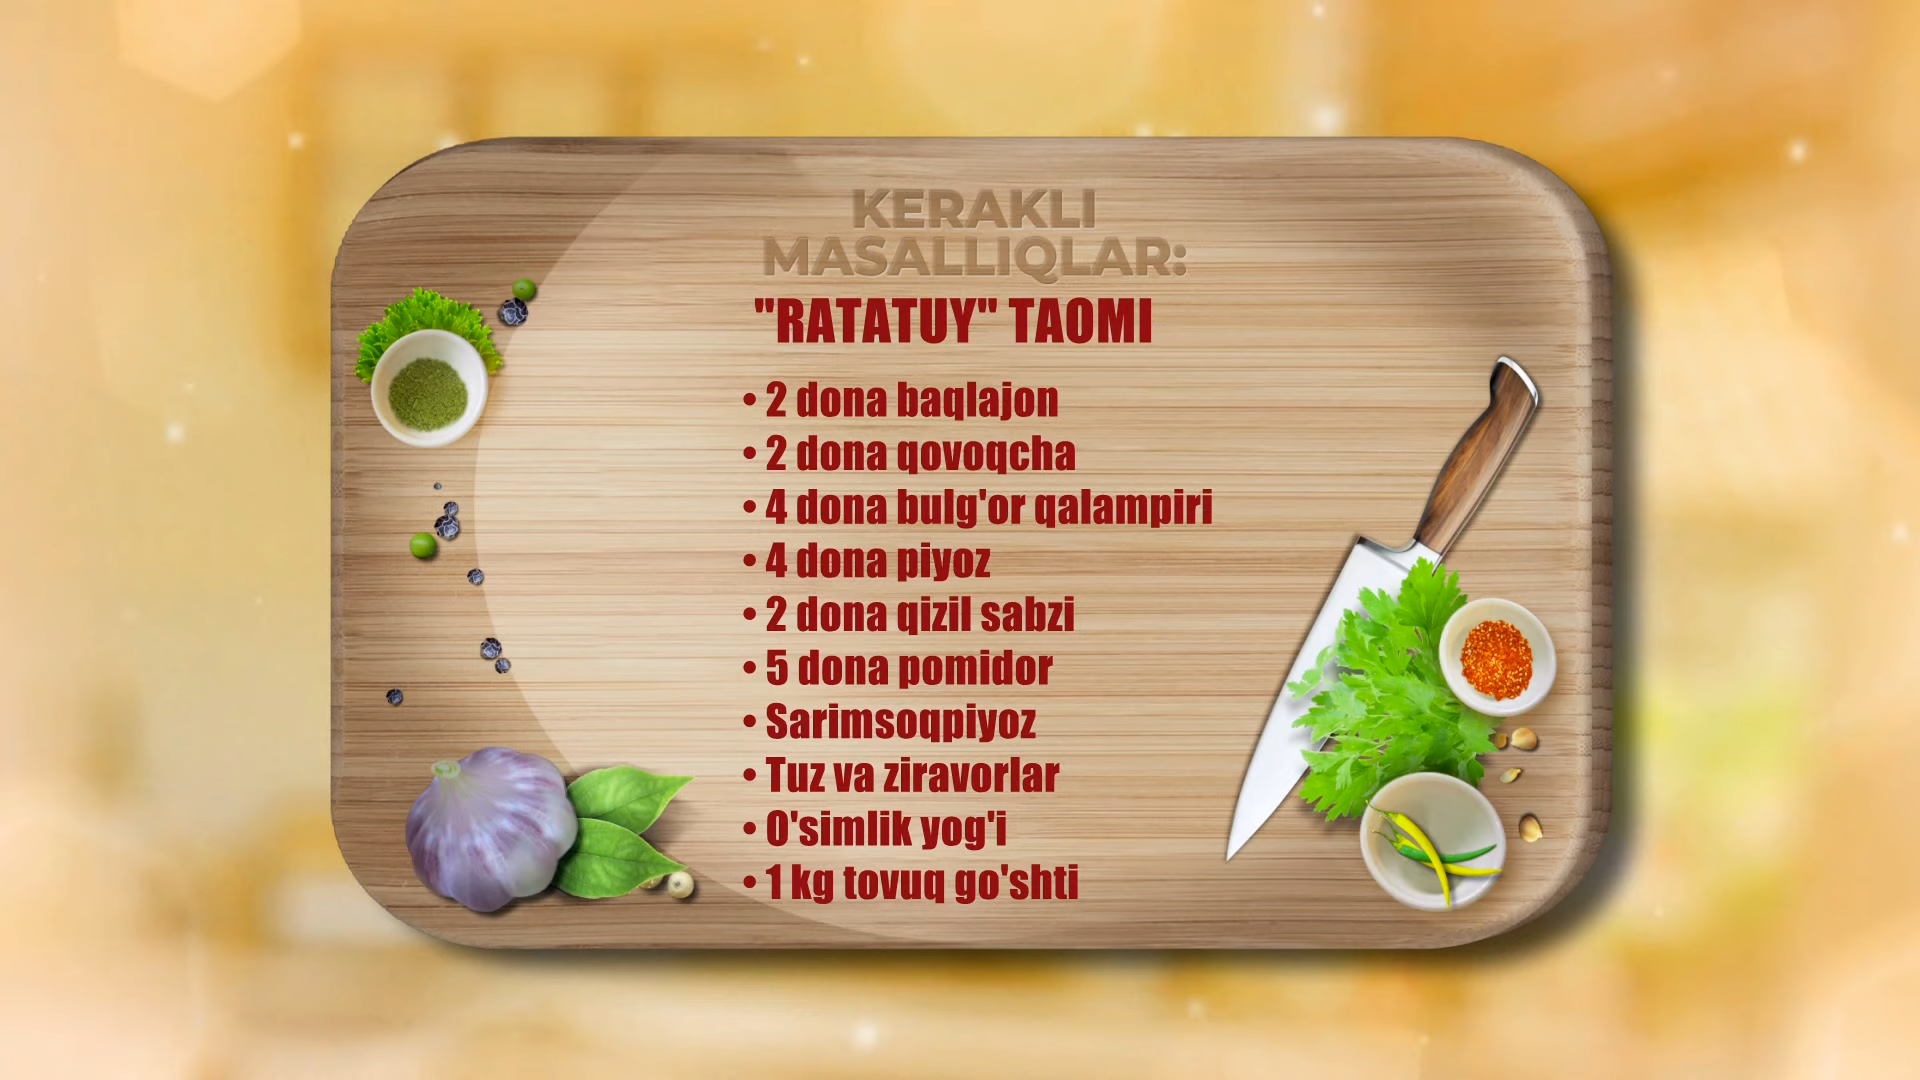 KERAKLI
MASALLIQLAR:
"RATATUY" TAOMI
• 2 dona baqlajon
• 2 dona qovoqcha
• 4 dona bulg'or qalampiri
• 4 dona piyoz
• 2 dona qizil sabzi
• 5 dona pomidor
• Sarimsoqpiyoz
• Tuz va ziravorlar
• O'simlik yog'i
• 1 kg tovuq go'shti